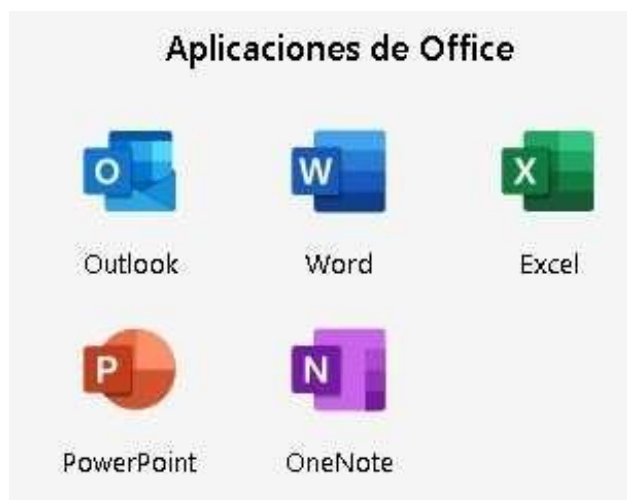 Aplicaciones de Office
O W X
Outlook Word Excel
P N
PowerPoint OneNote